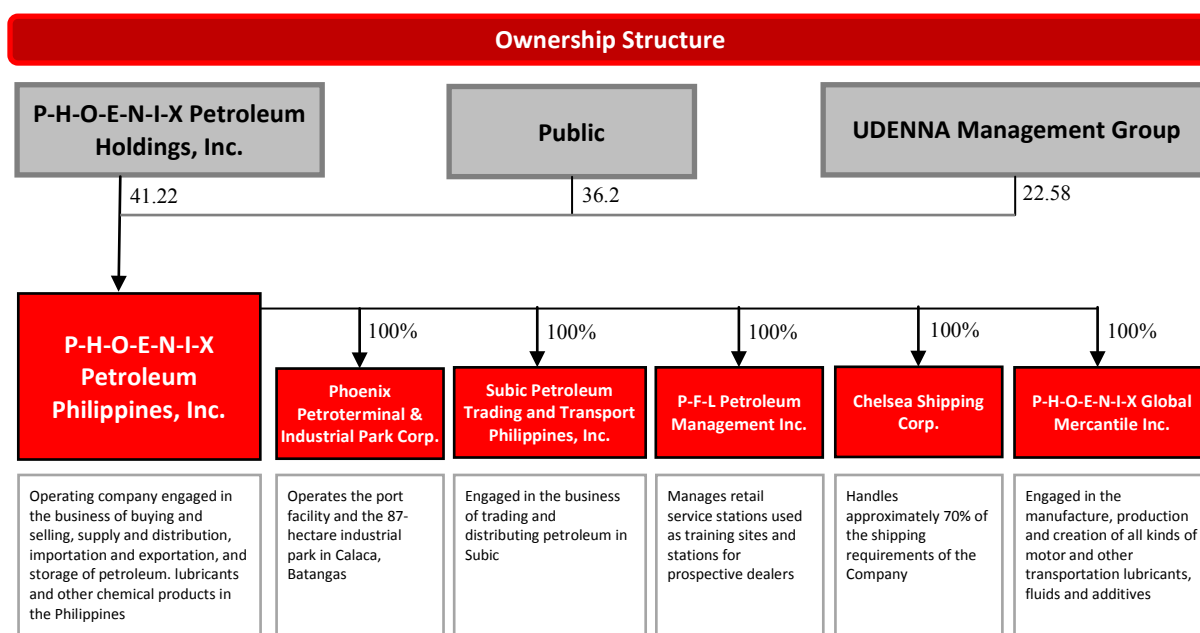 Ownership Structure
P-H-O-E-N-I-X Petroleum
Holdings, Inc.
Public
UDENNA Management Group
41.22
36.2
22.58
P-H-O-E-N-I-X
Petroleum
Philippines, Inc.
100%
100%
100%
100%
100%
Phoenix
Petroterminal &
Industrial Park Corp.
Subic Petroleum
Trading and Transport
Philippines, Inc.
P-F-L Petroleum
Management Inc.
Chelsea Shipping
Corp.
P-H-O-E-N-I-X Global
Mercantile Inc.
Operating company engaged in
the business of buying and
selling, supply and distribution,
importation and exportation, and
storage of petroleum. lubricants
and other chemical products in
the Philippines
Operates the port
facility and the 87-
hectare industrial
park in Calaca,
Batangas
Engaged in the business
of trading and
distributing petroleum in
Subic
Manages retail
service stations used
as training sites and
stations for
prospective dealers
Handles
approximately 70% of
the shipping
requirements of the
Company
Engaged in the
manufacture, production
and creation of all kinds of
motor and other
transportation lubricants,
fluids and additives